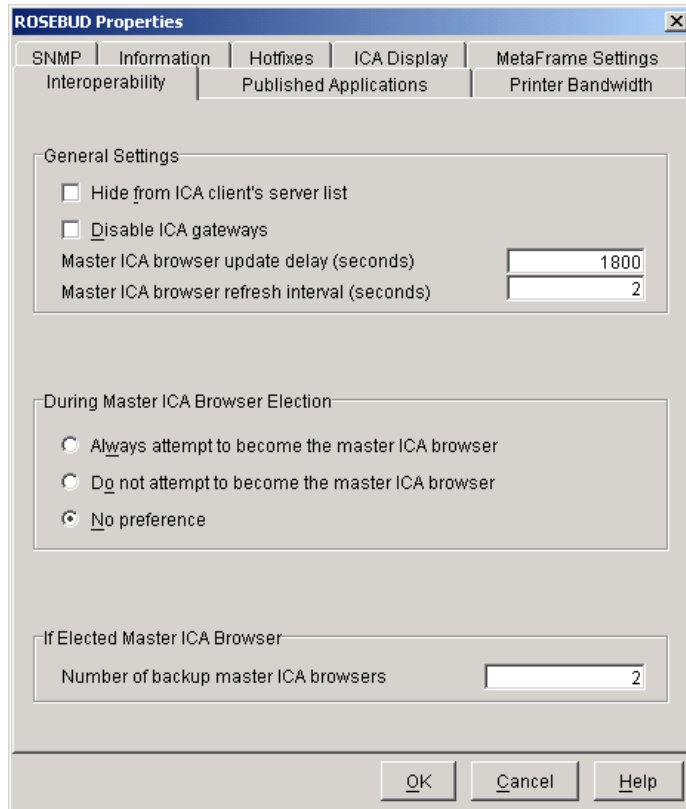 ROSEBUD Properties
SNMP Information Hotfixes ICA Display MetaFrame Settings
Interoperability Published Applications Printer Bandwidth
General Settings
Hide from ICA client's server list
Disable ICA gateways
Master ICA browser update delay (seconds) 1800
Master ICA browser refresh interval (seconds) 2
During Master ICA Browser Election
Always attempt to become the master ICA browser
Do not attempt to become the master ICA browser
No preference
If Elected Master ICA Browser
Number of backup master ICA browsers 2
OK Cancel Help